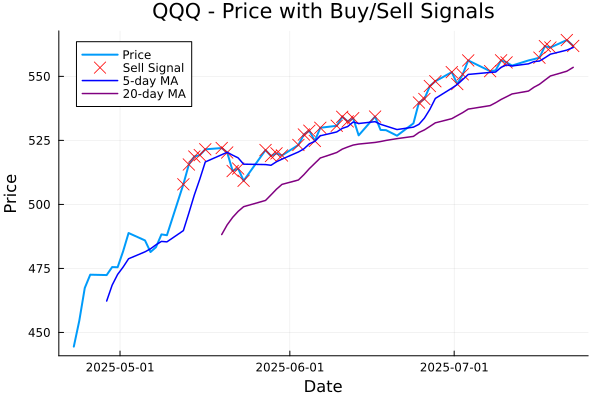 QQQ - Price with Buy/Sell Signals
Price
Sell Signal
5-day MA
20-day MA
550
525
500
475
450
Price
2025-05-01
2025-06-01
2025-07-01
Date